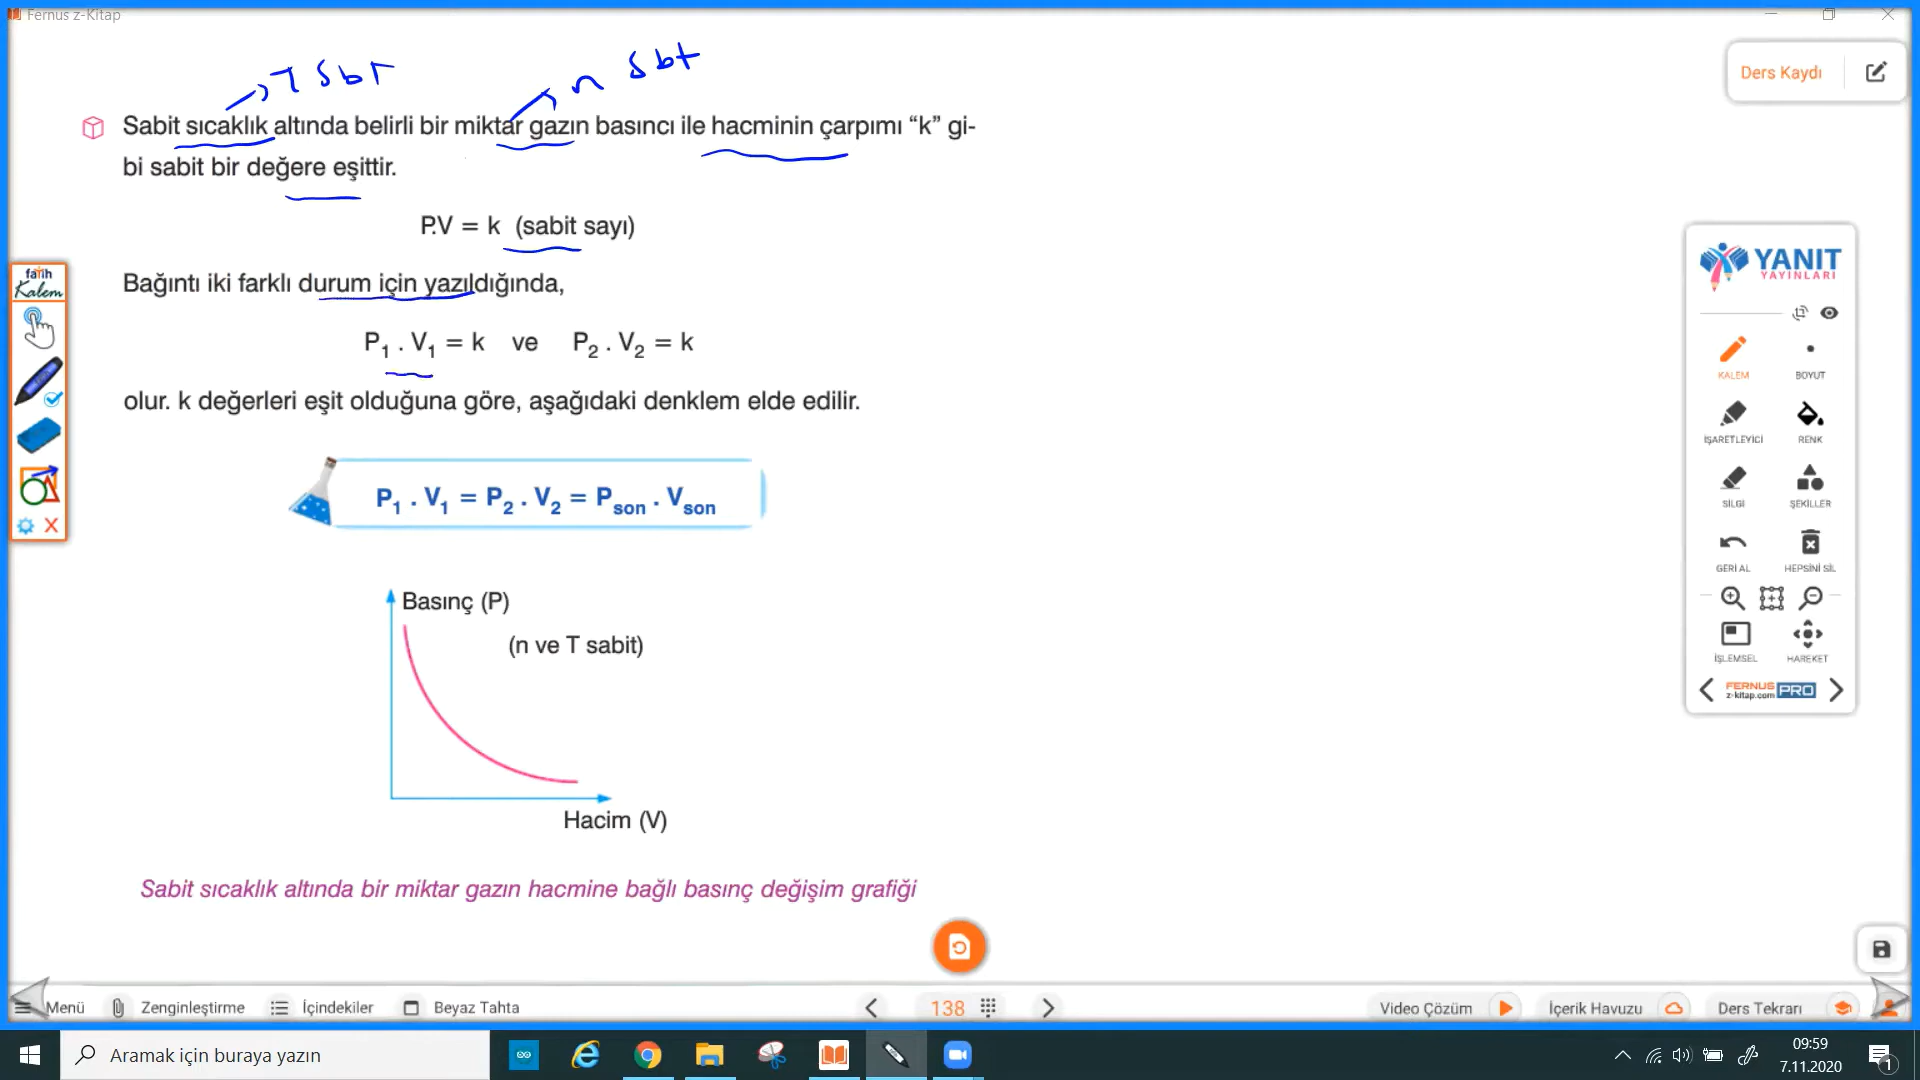 Fernus z-Kitap
T Sbt
n Sbt
Ders Kaydı
Sabit sıcaklık altında belirli bir miktar gazın basıncı ile hacminin çarpımı “k” gi-
bi sabit bir değere eşittir.
P.V = k (sabit sayı)
Bağıntı iki farklı durum için yazıldığında,
P1 . V1 = k ve P2 . V2 = k
olur. k değerleri eşit olduğuna göre, aşağıdaki denklem elde edilir.
P1 . V1 = P2 . V2 = Pson . Vson
Basınç (P)
(n ve T sabit)
Hacim (V)
Sabit sıcaklık altında bir miktar gazın hacmine bağlı basınç değişim grafiği
fatih
Kalem
YANIT
YAYINLARI
KALEM
BOYUT
İŞARETLEYİCİ
RENK
SİLGİ
ŞEKİLLER
GERİ AL
HEPSİNİ SİL
İŞLEMSEL
HAREKET
FERNUS
z-kitap.com PRO
Menü
Zenginleştirme
İçindekiler
Beyaz Tahta
138
Video Çözüm
İçerik Havuzu
Ders Tekrarı
Aramak için buraya yazın
09:59
7.11.2020
1